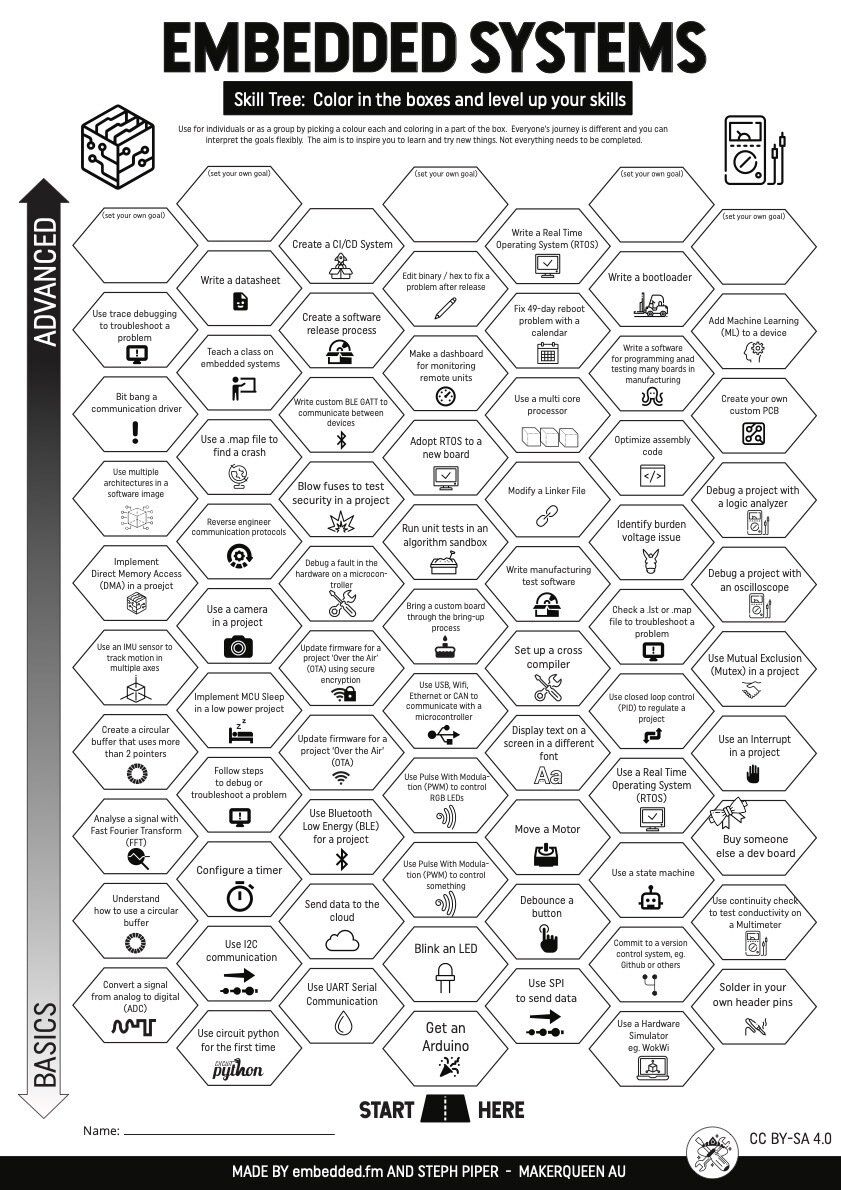 EMBEDDED SYSTEMS
Skill Tree: Color in the boxes and level up your skills
Use for individuals or as a group by picking a colour each and coloring in a part of the box. Everyone's journey is different and you can
interpret the goals flexibly. The aim is to inspire you to learn and try new things. Not everything needs to be completed.
ADVANCED
BASICS
(set your own goal)
Use trace debugging
to troubleshoot a
problem
Bit bang a
communication driver
Use multiple
architectures in a
software image
Implement
Direct Memory Access
(DMA) in a proejct
Use an IMU sensor to
track motion in
multiple axes
Create a circular
buffer that uses more
than 2 pointers
Analyse a signal with
Fast Fourier Transform
(FFT)
Understand
how to use a circular
buffer
Convert a signal
from analog to digital
(ADC)
(set your own goal)
Write a datasheet
Teach a class on
embedded systems
Use a .map file to
find a crash
Reverse engineer
communication protocols
Use a camera
in a project
Implement MCU Sleep
in a low power project
z z
Follow steps
to debug or
troubleshoot a problem
Configure a timer
Use I2C
communication
Use circuit python
for the first time
CIRCUIT
python
Create a CI/CD System
Create a software
release process
Write custom BLE GATT to
communicate between
devices
Blow fuses to test
security in a project
Debug a fault in the
hardware on a microcon-
troller
Update firmware for a
project 'Over the Air'
(OTA) using secure
encryption
Update firmware for a
project 'Over the Air'
(OTA)
Use Bluetooth
Low Energy (BLE)
for a project
Send data to the
cloud
Use UART Serial
Communication
(set your own goal)
Edit binary / hex to fix a
problem after release
Make a dashboard
for monitoring
remote units
Adopt RTOS to a
new board
Run unit tests in an
algorithm sandbox
Bring a custom board
through the bring-up
process
Use USB, Wifi,
Ethernet or CAN to
communicate with a
microcontroller
Use Pulse With Modula-
tion (PWM) to control
RGB LEDs
Use Pulse With Modula-
tion (PWM) to control
something
Blink an LED
Get an
Arduino
Write a Real Time
Operating System (RTOS)
Fix 49-day reboot
problem with a
calendar
Use a multi core
processor
Modify a Linker File
Write manufacturing
test software
Set up a cross
compiler
Display text on a
screen in a different
font
Aa
Move a Motor
Debounce a
button
Use SPI
to send data
(set your own goal)
Write a bootloader
Write a software
for programming anad
testing many boards in
manufacturing
Optimize assembly
code
</>
Identify burden
voltage issue
Check a .lst or .map
file to troubleshoot a
problem
Use closed loop control
(PID) to regulate a
project
Use a Real Time
Operating System
(RTOS)
Use a state machine
Commit to a version
control system, eg.
Github or others
Use a Hardware
Simulator
eg. WokWi
(set your own goal)
Add Machine Learning
(ML) to a device
Create your own
custom PCB
Debug a project with
a logic analyzer
Debug a project with
an oscilloscope
Use Mutual Exclusion
(Mutex) in a project
Use an Interrupt
in a project
Buy someone
else a dev board
Use continuity check
to test conductivity on
a Multimeter
Solder in your
own header pins
START HERE
Name:
CC BY-SA 4.0
MADE BY embedded.fm AND STEPH PIPER - MAKERQUEEN AU